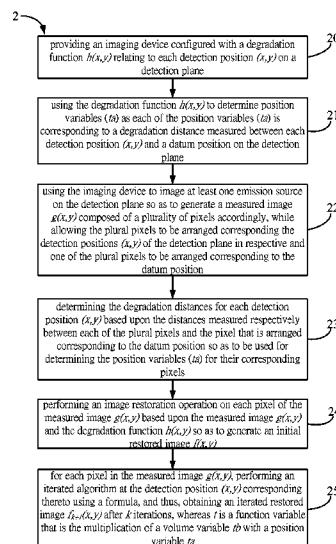 2
20
providing an imaging device configured with a degradation
function h(x,y) relating to each detection position (x,y) on a
detection plane
21
using the degradation function h(x,y) to determine position
variables (ta) as each of the position variables (ta) is
corresponding to a degradation distance measured between each
detection position (x,y) and a datum position on the detection
plane
22
using the imaging device to image at least one emission source
on the detection plane so as to generate a measured image
g(x,y) composed of a plurality of pixels accordingly, while
allowing the plural pixels to be arranged corresponding the
detection positions (x,y) of the detection plane in respective and
one of the plural pixels to be arranged corresponding to the
datum position
23
determining the degradation distances for each detection
position (x,y) based upon the distances measured respectively
between each of the plural pixels and the pixel that is arranged
corresponding to the datum position so as to be used for
determining the position variables (ta) for their corresponding
pixels
24
performing an image restoration operation on each pixel of the
measured image g(x,y) based upon the measured image g(x,y)
and the degradation function h(x,y) so as to generate an initial
restored image f(x,y)
25
for each pixel in the measured image g(x,y), performing an
iterated algorithm at the detection position (x,y) corresponding
thereto using a formula, and thus, obtaining an iterated restored
image fₖ₊₁(x,y) after k iterations, whereas t is a function variable
that is the multiplication of a volume variable tb with a position
variable ta